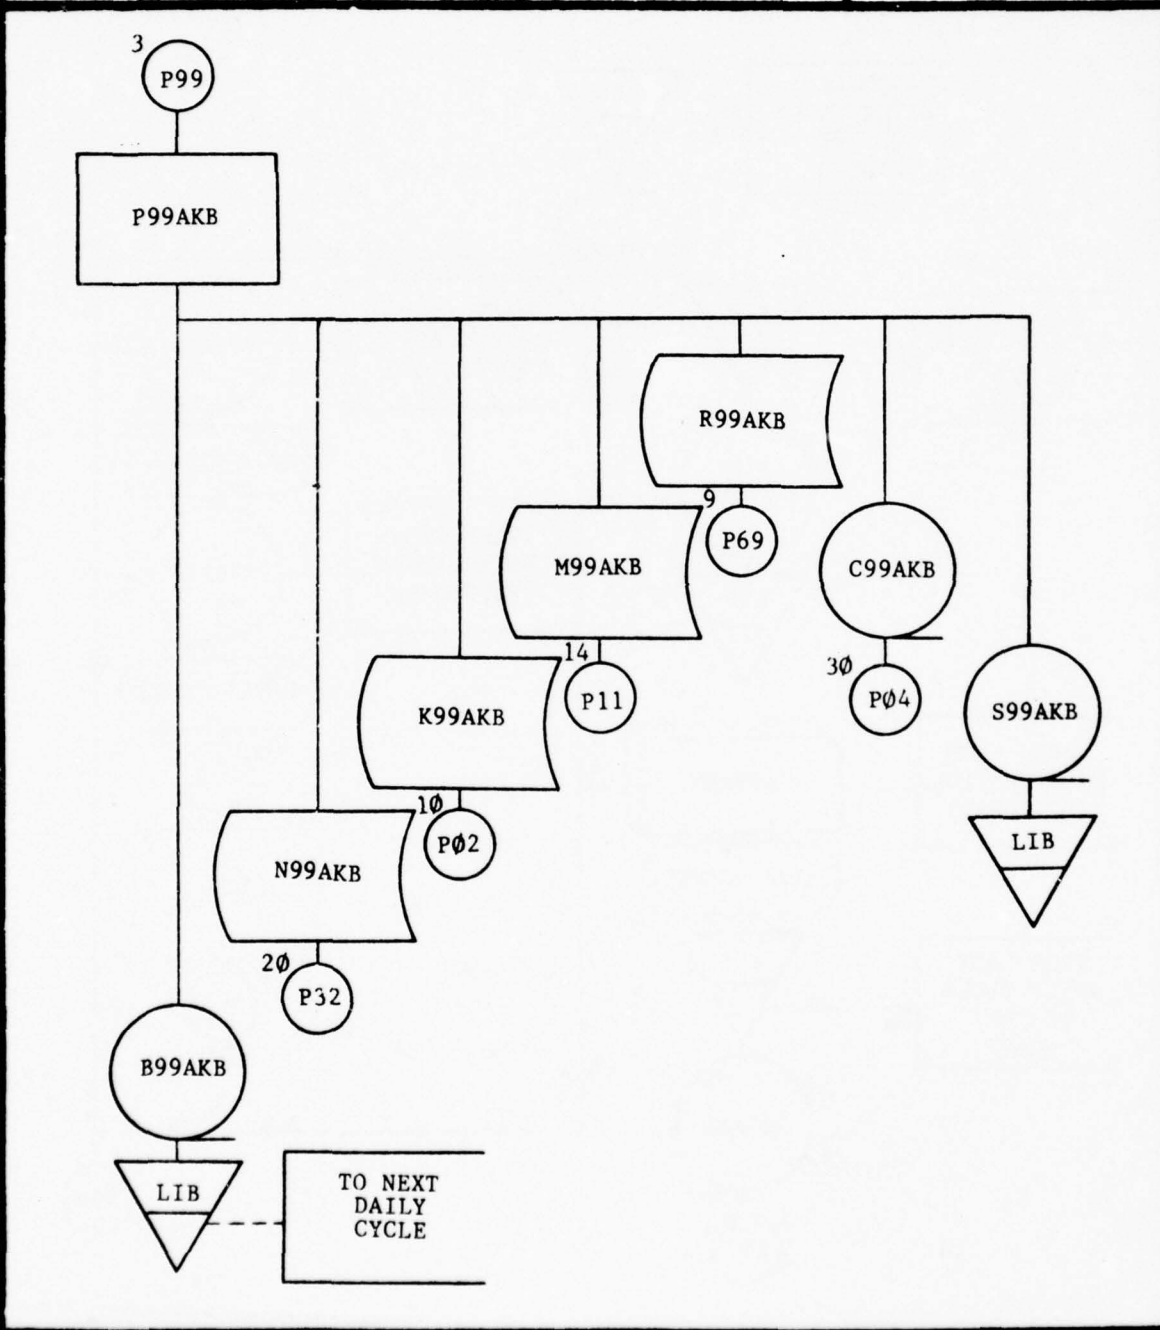 3
P99
P99AKB
R99AKB
9
P69
M99AKB
C99AKB
14
P11
3Ø
PØ4
K99AKB
S99AKB
1Ø
PØ2
LIB
N99AKB
2Ø
P32
B99AKB
LIB
TO NEXT
DAILY
CYCLE